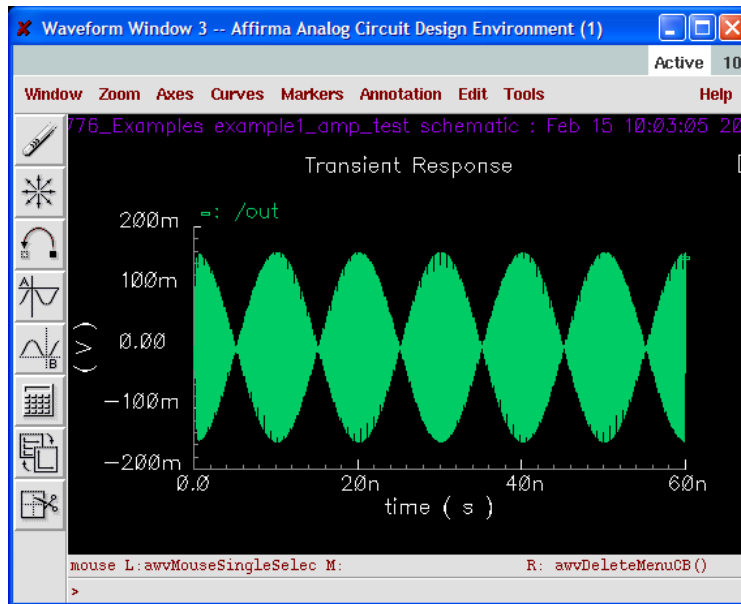 Waveform Window 3 -- Affirma Analog Circuit Design Environment (1)
Active 10
Window Zoom Axes Curves Markers Annotation Edit Tools Help
776_Examples example1_amp_test schematic : Feb 15 10:03:05 20
Transient Response
200m
: /out
100m
A
0.00
( V )
B
-100m
-200m
0.0 20n 40n 60n
time ( s )
mouse L:awvMouseSingleSelec M: R: awvDeleteMenuCB()
>